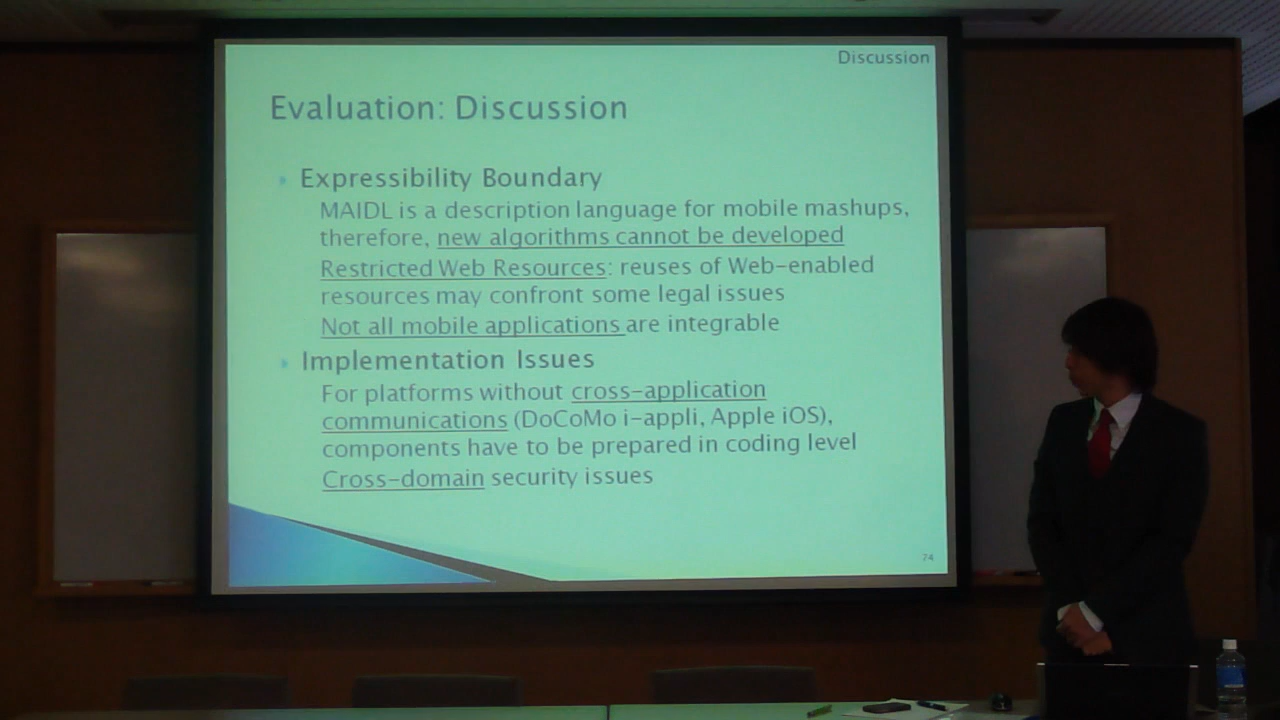 Discussion
Evaluation: Discussion
Expressibility Boundary
MAIDL is a description language for mobile mashups,
therefore, new algorithms cannot be developed
Restricted Web Resources: reuses of Web-enabled
resources may confront some legal issues
Not all mobile applications are integrable
Implementation Issues
For platforms without cross-application
communications (DoCoMo i-appli, Apple iOS),
components have to be prepared in coding level
Cross-domain security issues
74